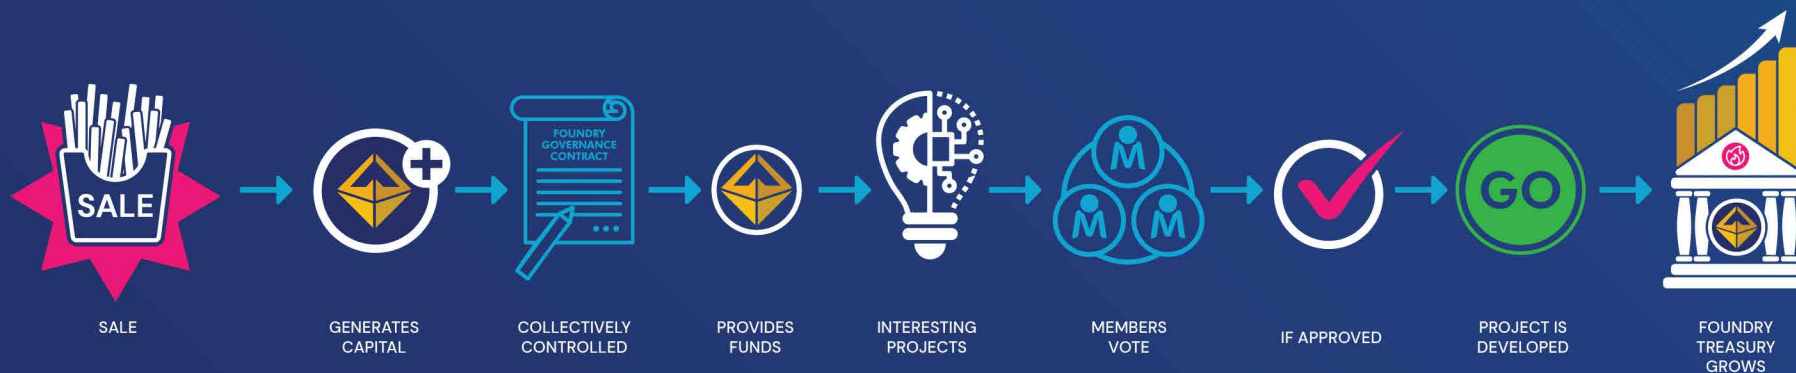 SALE
SALE
GENERATES
CAPITAL
FOUNDRY
GOVERNANCE
CONTRACT
COLLECTIVELY
CONTROLLED
PROVIDES
FUNDS
INTERESTING
PROJECTS
M
M M
MEMBERS
VOTE
IF APPROVED
GO
PROJECT IS
DEVELOPED
FOUNDRY
TREASURY
GROWS